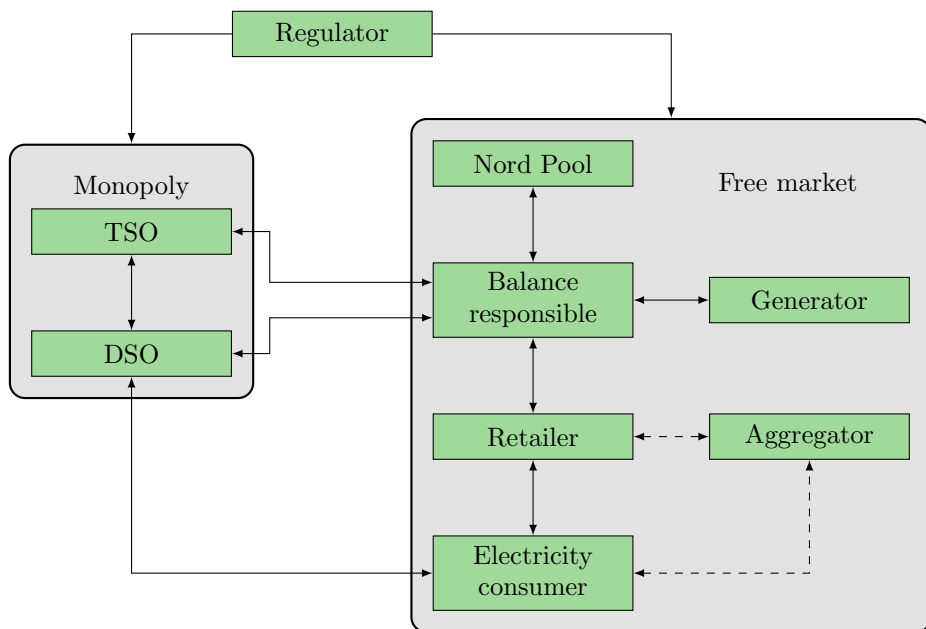 Regulator
Monopoly
TSO
DSO
Free market
Nord Pool
Balance
responsible
Generator
Retailer
Aggregator
Electricity
consumer